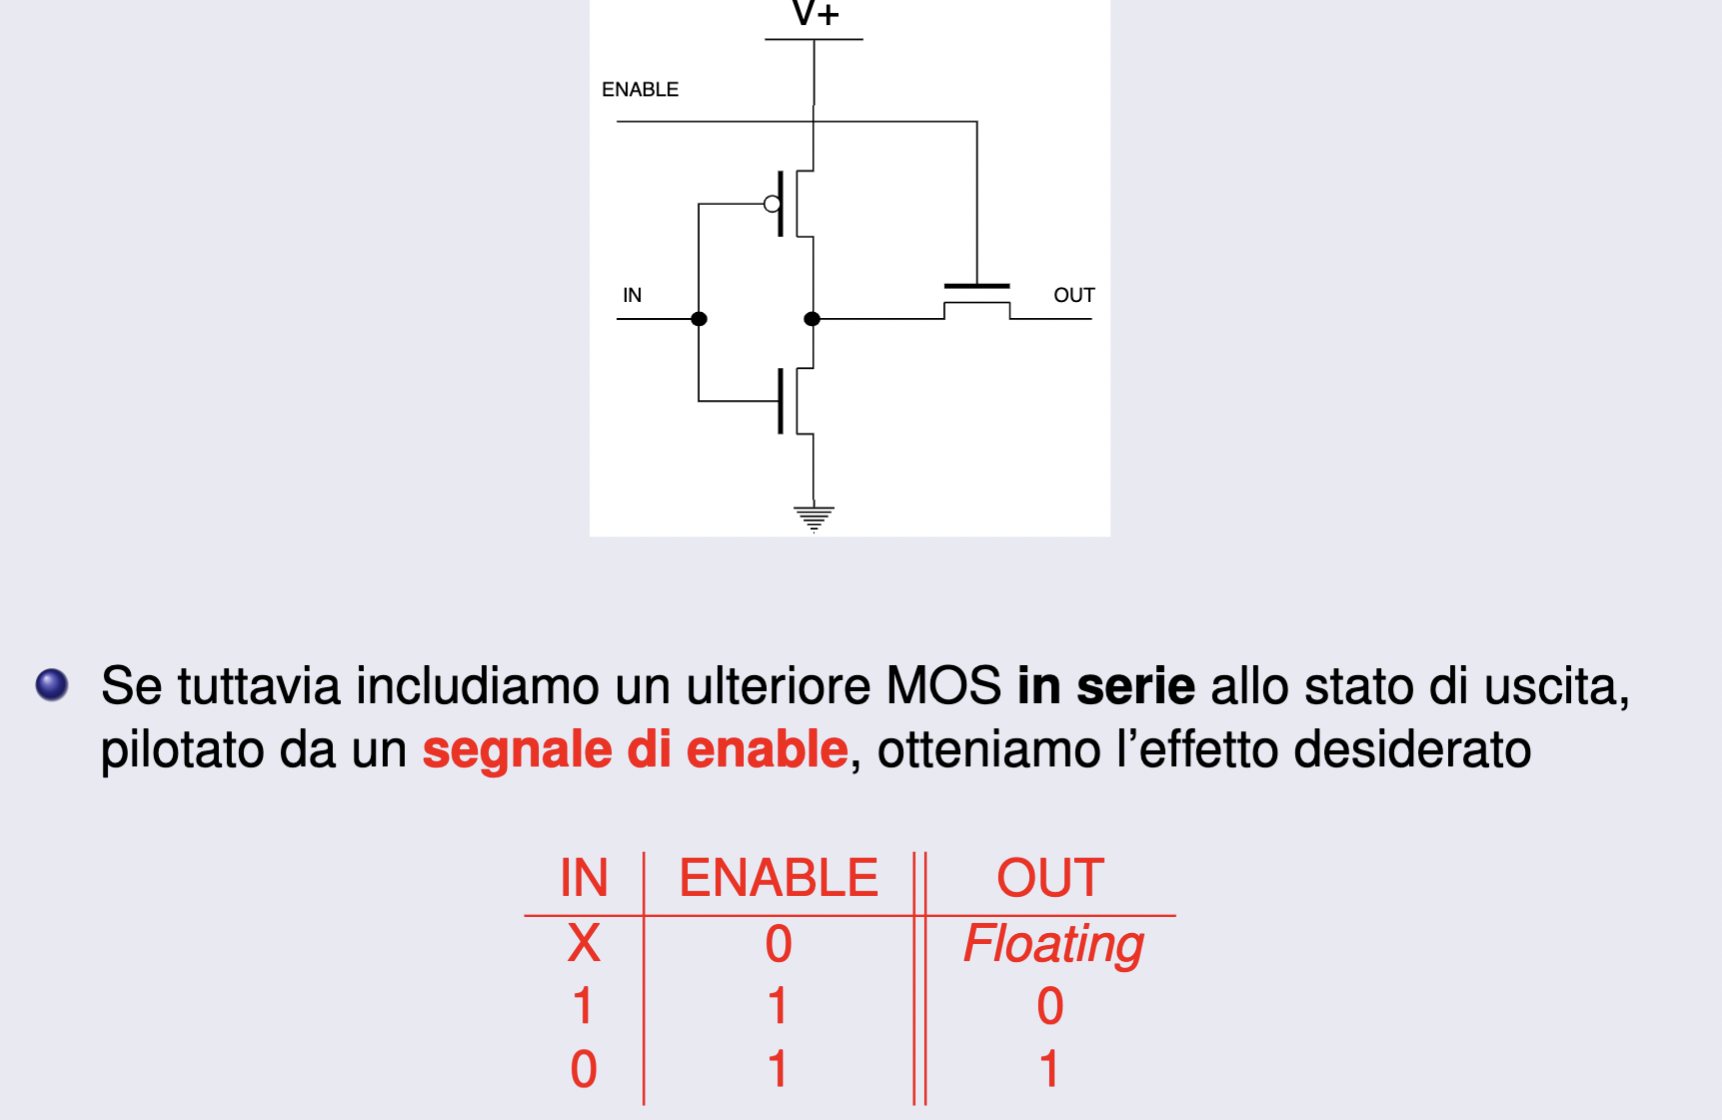 V+
ENABLE
IN
OUT
Se tuttavia includiamo un ulteriore MOS in serie allo stato di uscita,
pilotato da un segnale di enable, otteniamo l'effetto desiderato
IN ENABLE OUT
X 0 Floating
1 1 0
0 1 1